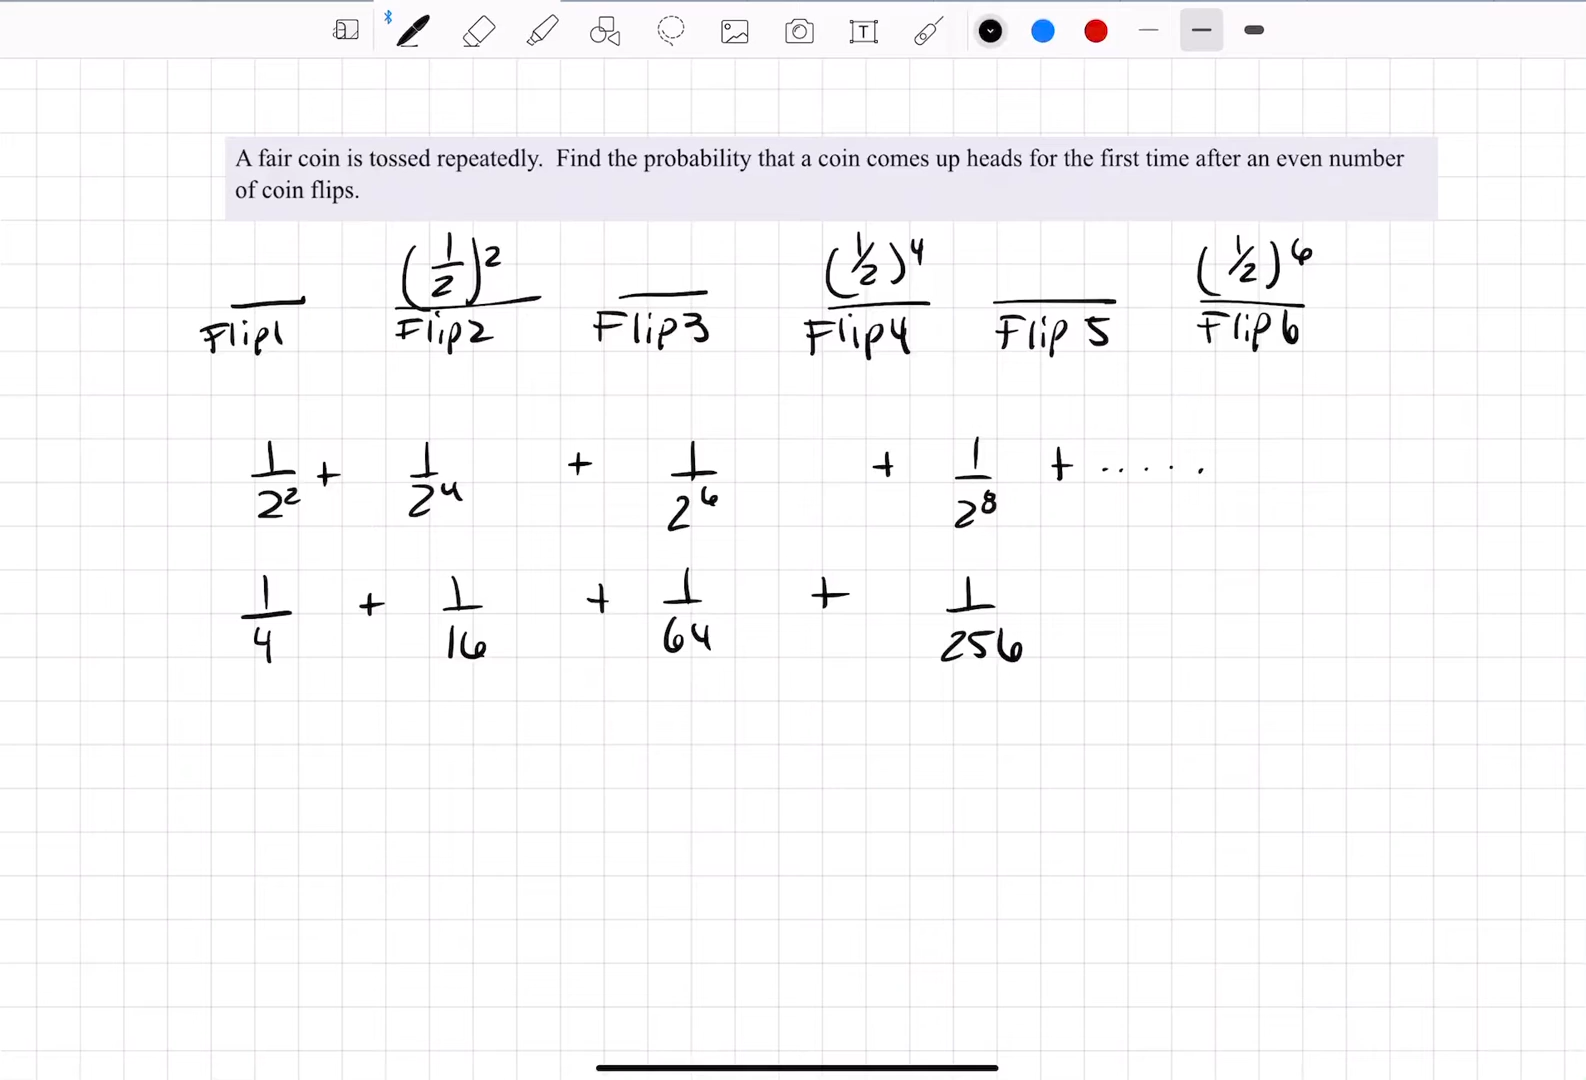 A fair coin is tossed repeatedly. Find the probability that a coin comes up heads for the first time after an even number
of coin flips.
(1/2)^2 (1/2)^4 (1/2)^6
Flip1 Flip2 Flip3 Flip4 Flip 5 Flip6
1/2^2 + 1/2^4 + 1/2^6 + 1/2^8 + .....
1/4 + 1/16 + 1/64 + 1/256